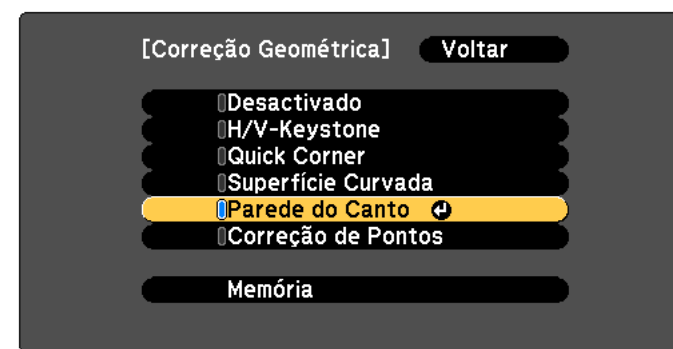 [Correção Geométrica] Voltar
Desactivado
H/V-Keystone
Quick Corner
Superfície Curvada
Parede do Canto
Correção de Pontos
Memória